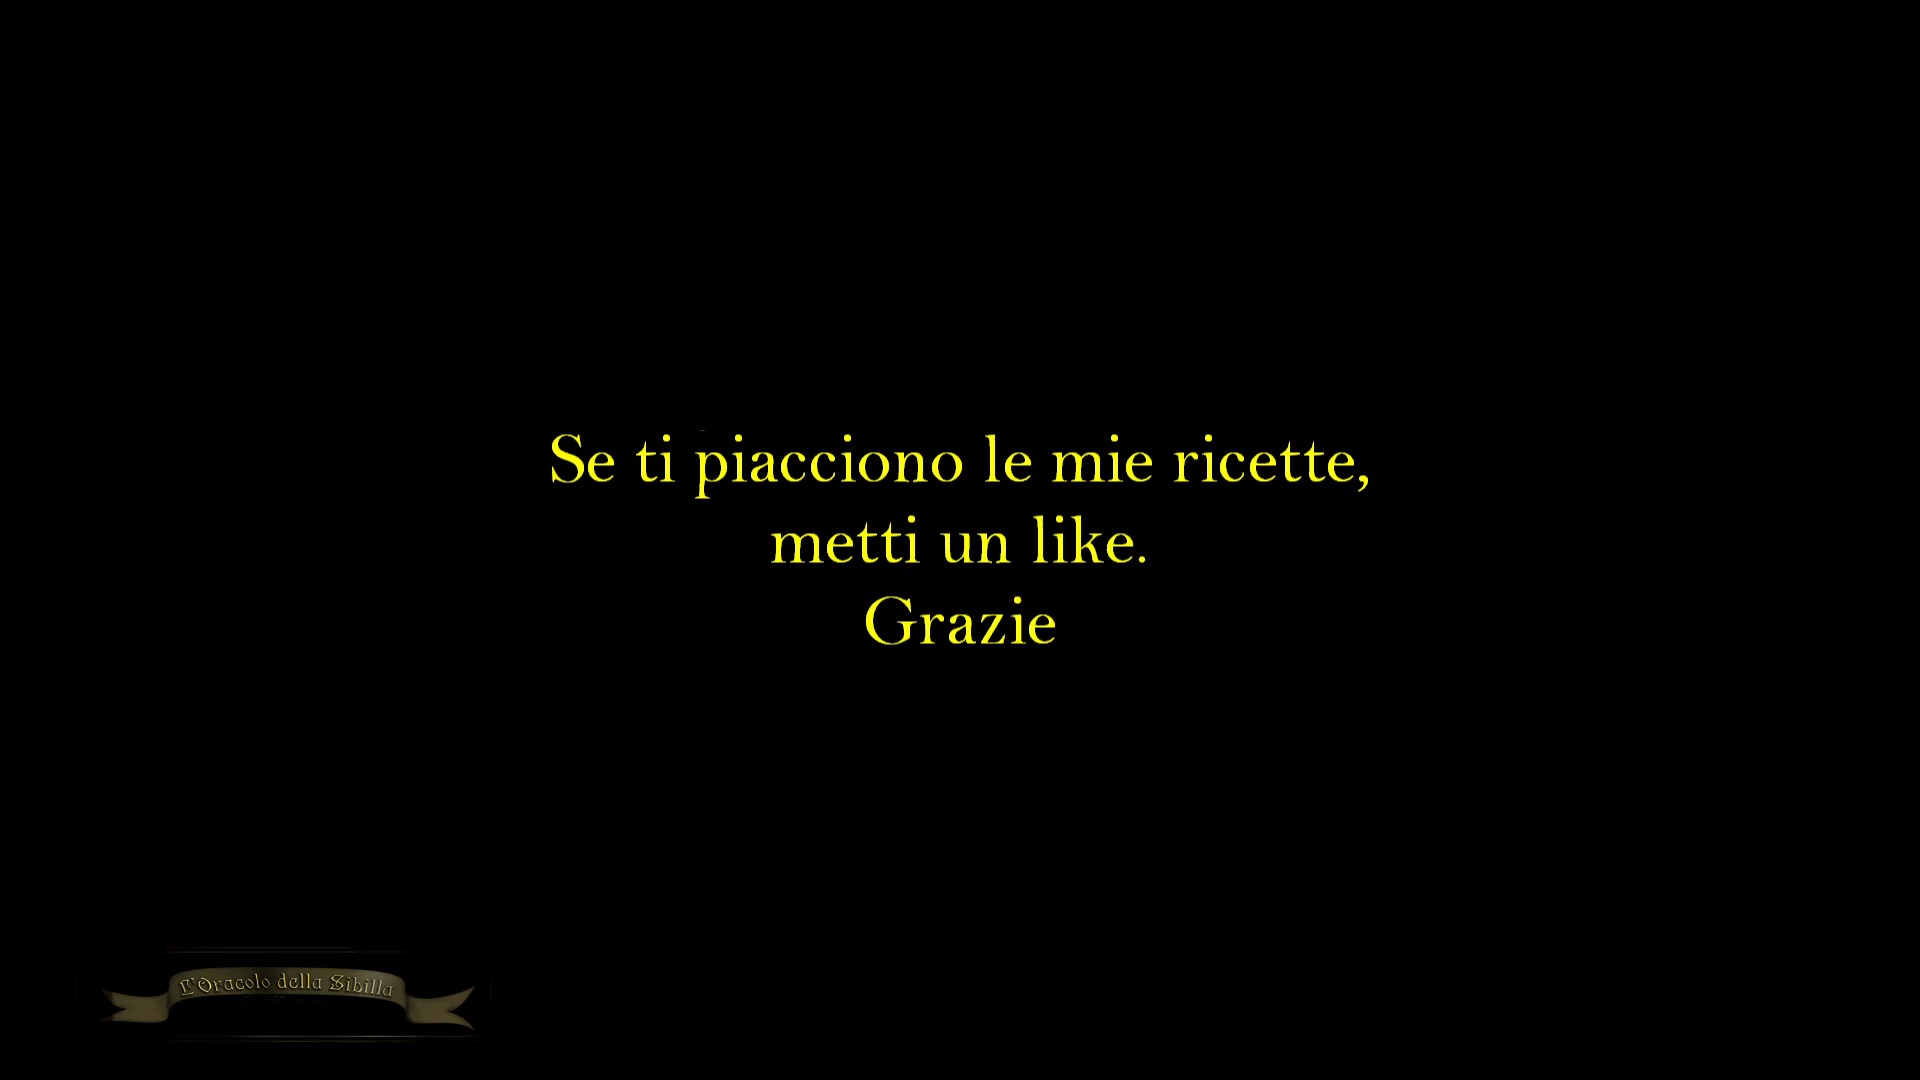 Se ti piacciono le mie ricette,
metti un like.
Grazie
L'Oracolo della Sibilla